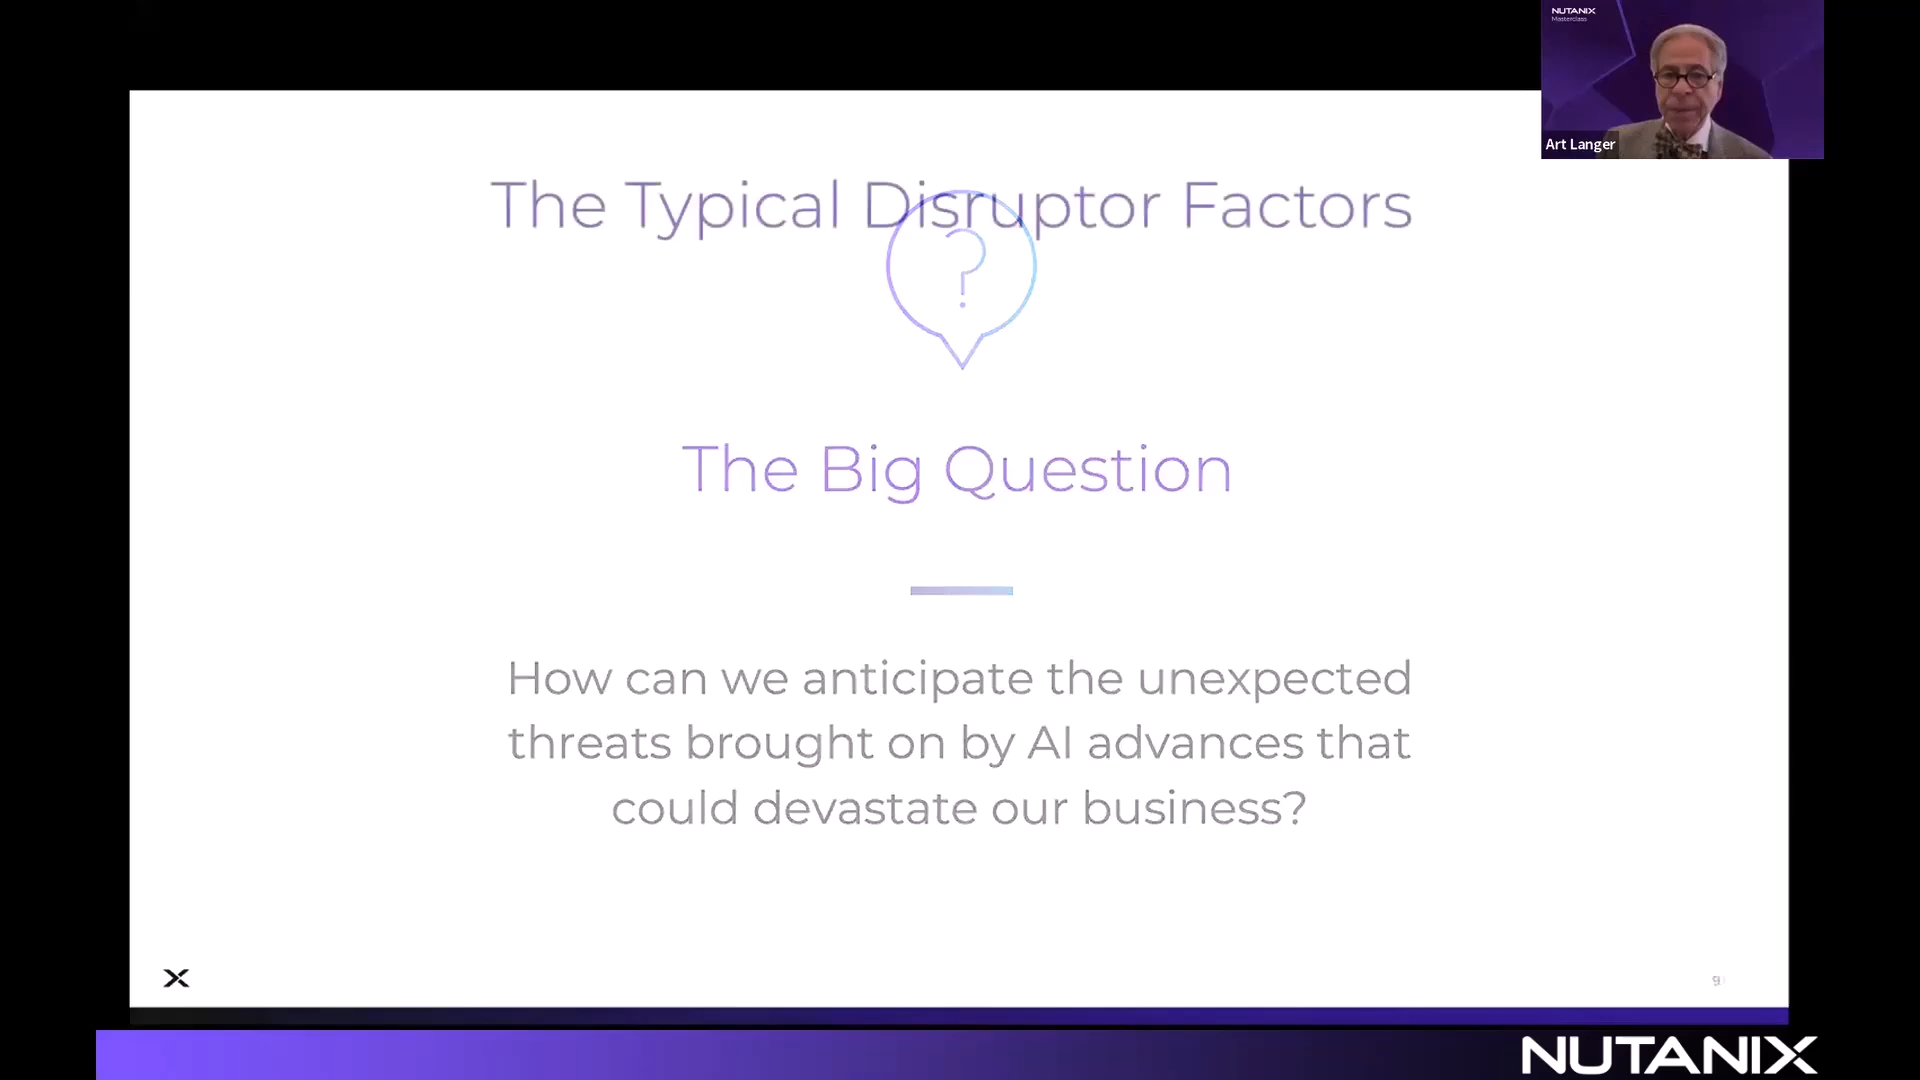 NUTANIX
Masterclass
Art Langer
The Typical Disruptor Factors
?
The Big Question
How can we anticipate the unexpected
threats brought on by AI advances that
could devastate our business?
NUTANIX